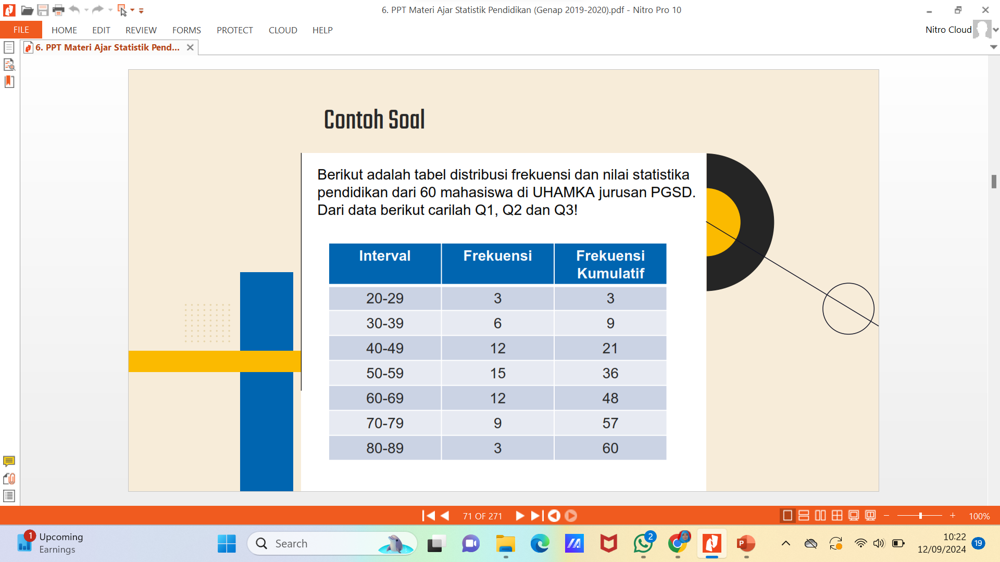 6. PPT Materi Ajar Statistik Pendidikan (Genap 2019-2020).pdf - Nitro Pro 10
FILE HOME EDIT REVIEW FORMS PROTECT CLOUD HELP Nitro Cloud
6. PPT Materi Ajar Statistik Pend...
Contoh Soal
Berikut adalah tabel distribusi frekuensi dan nilai statistika
pendidikan dari 60 mahasiswa di UHAMKA jurusan PGSD.
Dari data berikut carilah Q1, Q2 dan Q3!
Interval Frekuensi Frekuensi
Kumulatif
20-29 3 3
30-39 6 9
40-49 12 21
50-59 15 36
60-69 12 48
70-79 9 57
80-89 3 60
71 OF 271 100%
1 Upcoming
Earnings
Search
2
P
10:22
12/09/2024
19